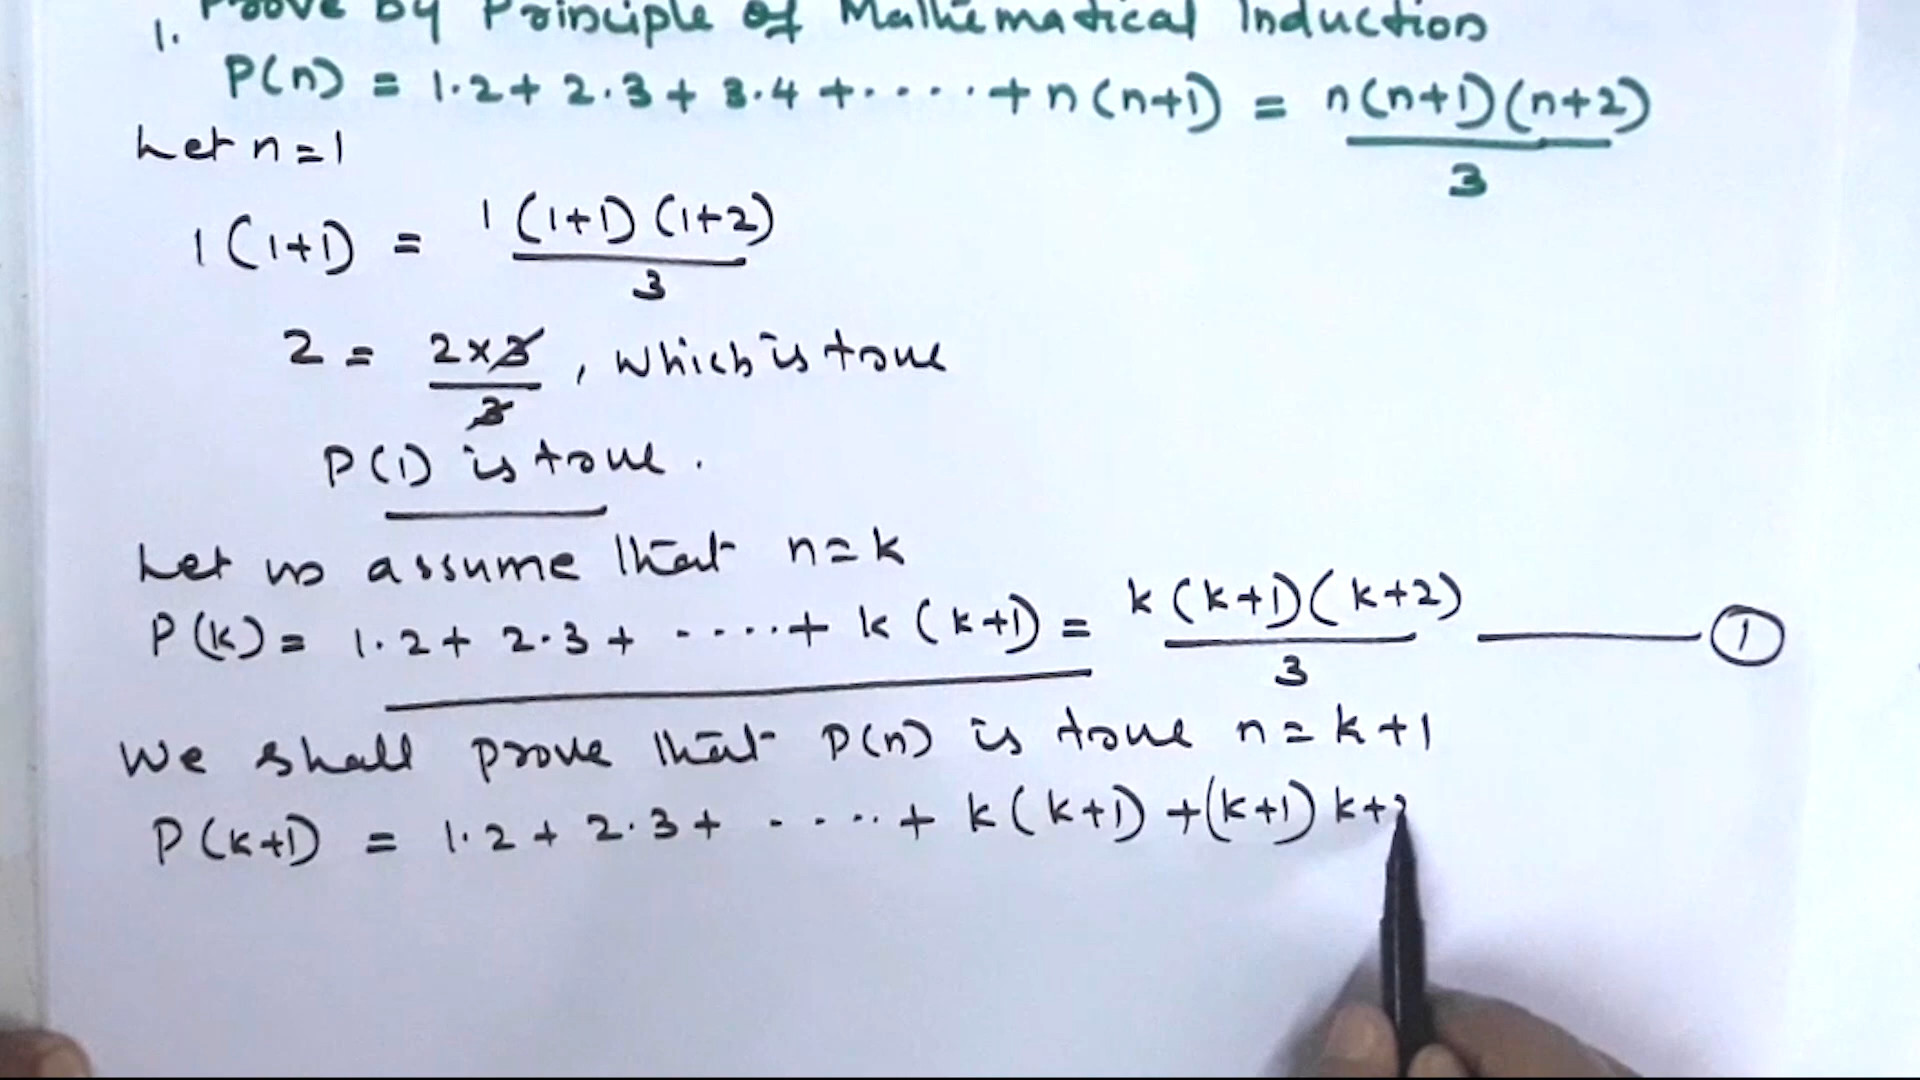 1. Prove by Principle of Mathematical Induction
P(n) = 1·2 + 2·3 + 3·4 + ····· + n(n+1) = n(n+1)(n+2)/3
Let n=1
1(1+1) = 1(1+1)(1+2)/3
2 = 2×3/3, which is true
P(1) is true.
Let us assume that n=k
P(k) = 1·2 + 2·3 + ····· + k(k+1) = k(k+1)(k+2)/3 ——— 1
We shall prove that P(n) is true n=k+1
P(k+1) = 1·2 + 2·3 + ····· + k(k+1) + (k+1) k+2